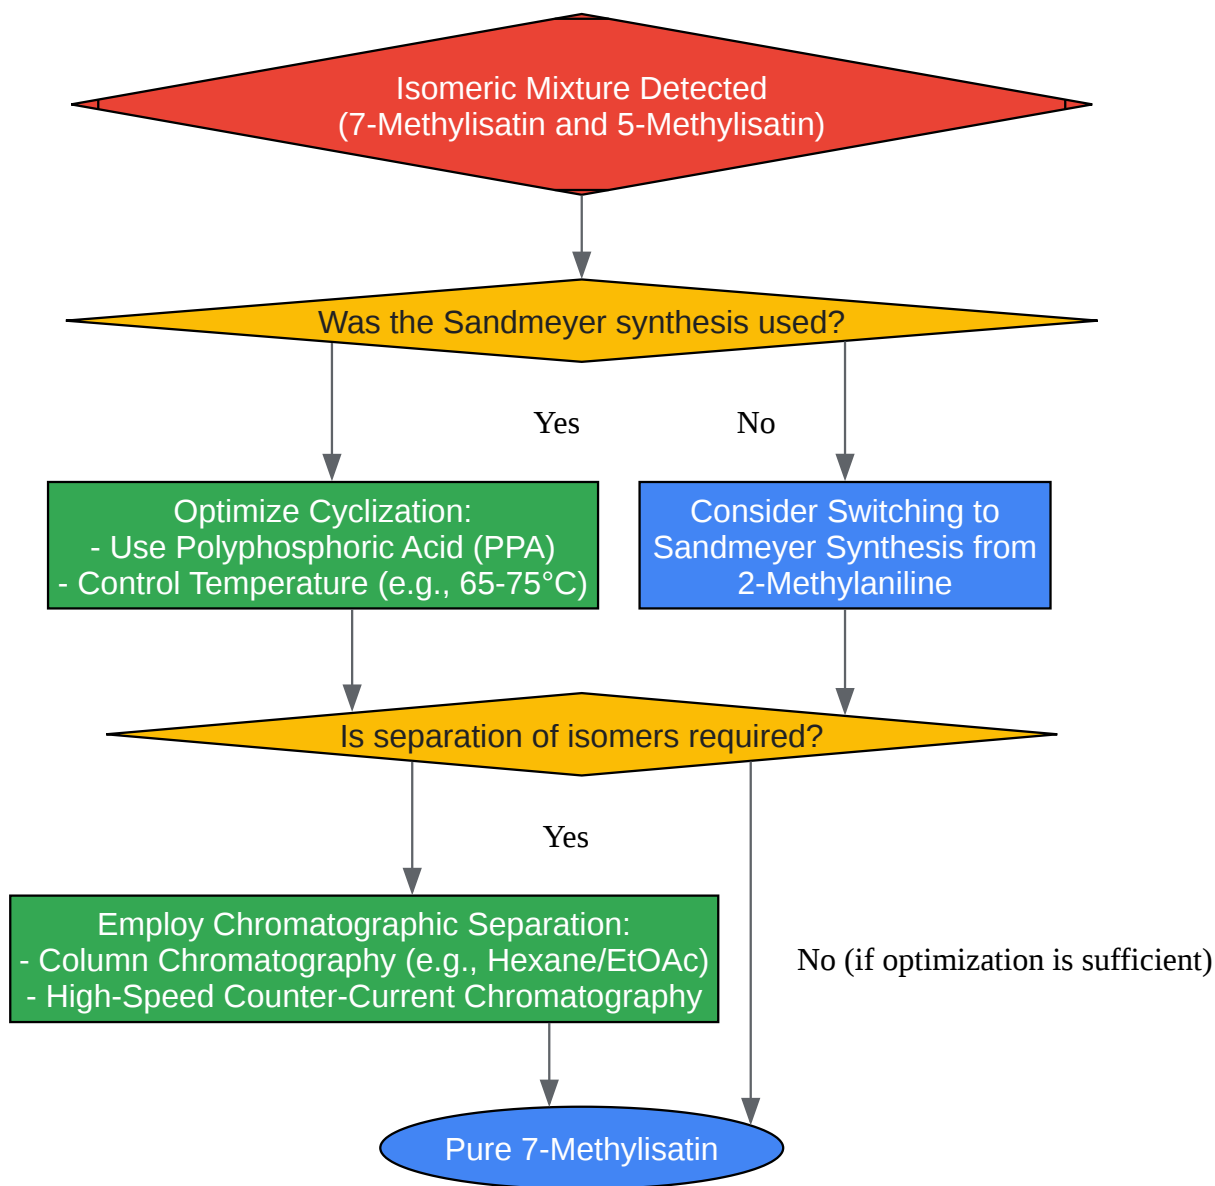 Isomeric Mixture Detected
(7-Methylisatin and 5-Methylisatin)
Was the Sandmeyer synthesis used?
Yes
No
Optimize Cyclization:
- Use Polyphosphoric Acid (PPA)
- Control Temperature (e.g., 65-75°C)
Consider Switching to
Sandmeyer Synthesis from
2-Methylaniline
Is separation of isomers required?
Yes
Employ Chromatographic Separation:
- Column Chromatography (e.g., Hexane/EtOAc)
- High-Speed Counter-Current Chromatography
No (if optimization is sufficient)
Pure 7-Methylisatin